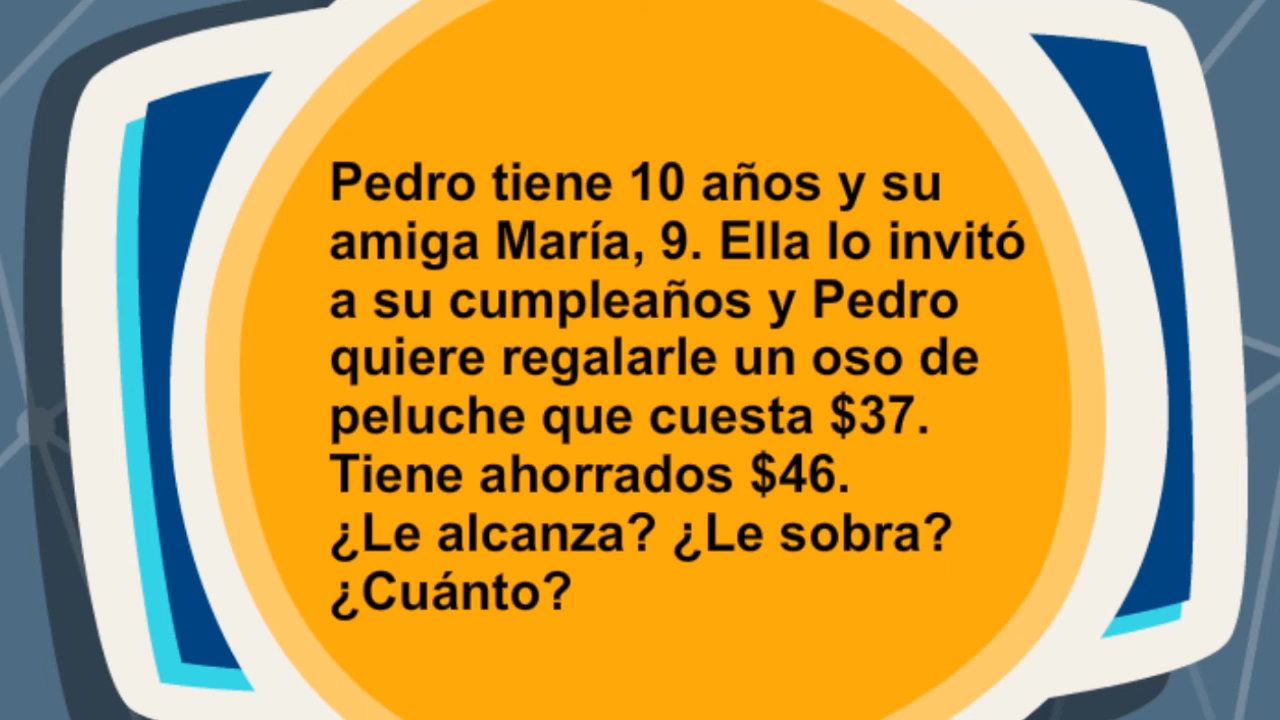 Pedro tiene 10 años y su
amiga María, 9. Ella lo invitó
a su cumpleaños y Pedro
quiere regalarle un oso de
peluche que cuesta $37.
Tiene ahorrados $46.
¿Le alcanza? ¿Le sobra?
¿Cuánto?